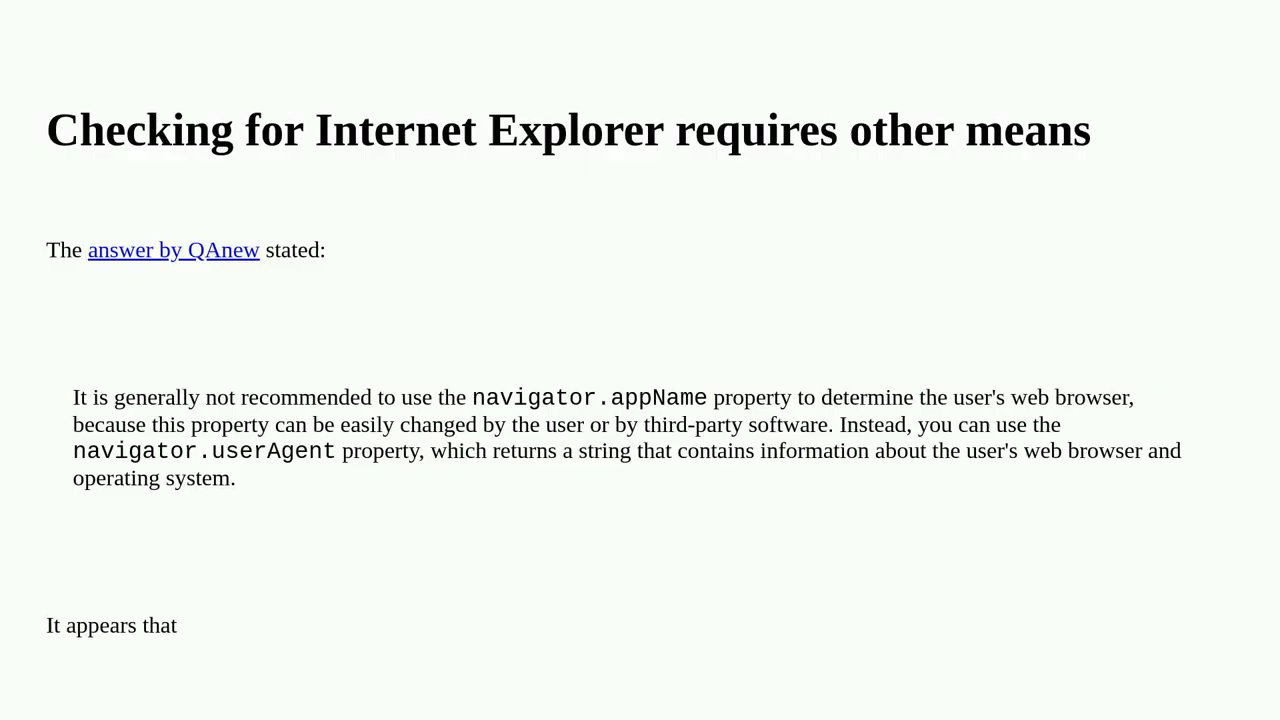 Checking for Internet Explorer requires other means
The answer by QAnew stated:
It is generally not recommended to use the navigator.appName property to determine the user's web browser,
because this property can be easily changed by the user or by third-party software. Instead, you can use the
navigator.userAgent property, which returns a string that contains information about the user's web browser and
operating system.
It appears that